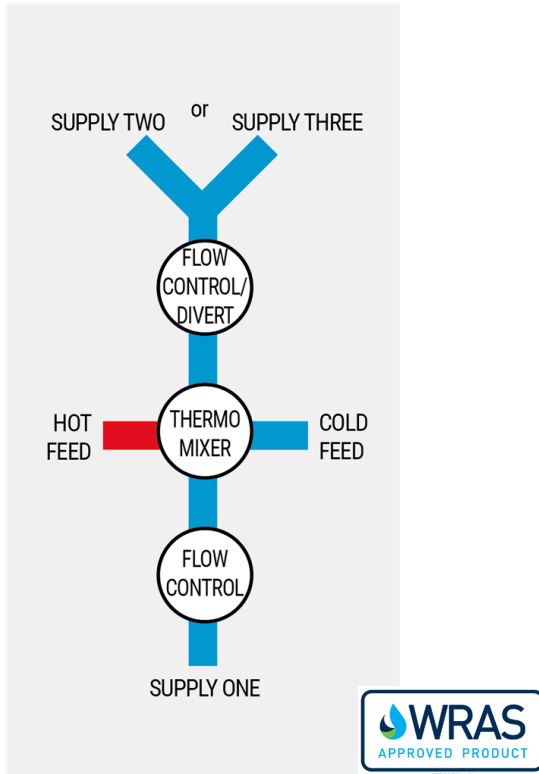 or
SUPPLY TWO
SUPPLY THREE
FLOW
CONTROL/
DIVERT
HOT
FEED
THERMO
MIXER
COLD
FEED
FLOW
CONTROL
SUPPLY ONE
WRAS
APPROVED PRODUCT